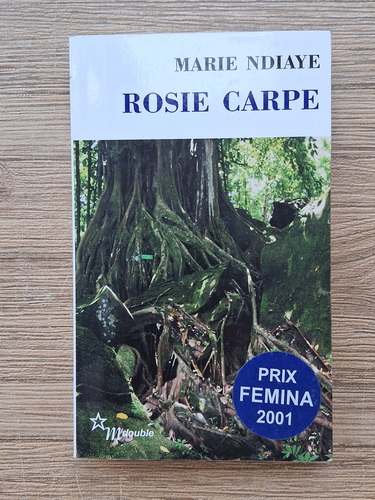 MARIE NDIAYE
ROSIE CARPE
PRIX
FEMINA
2001
m double